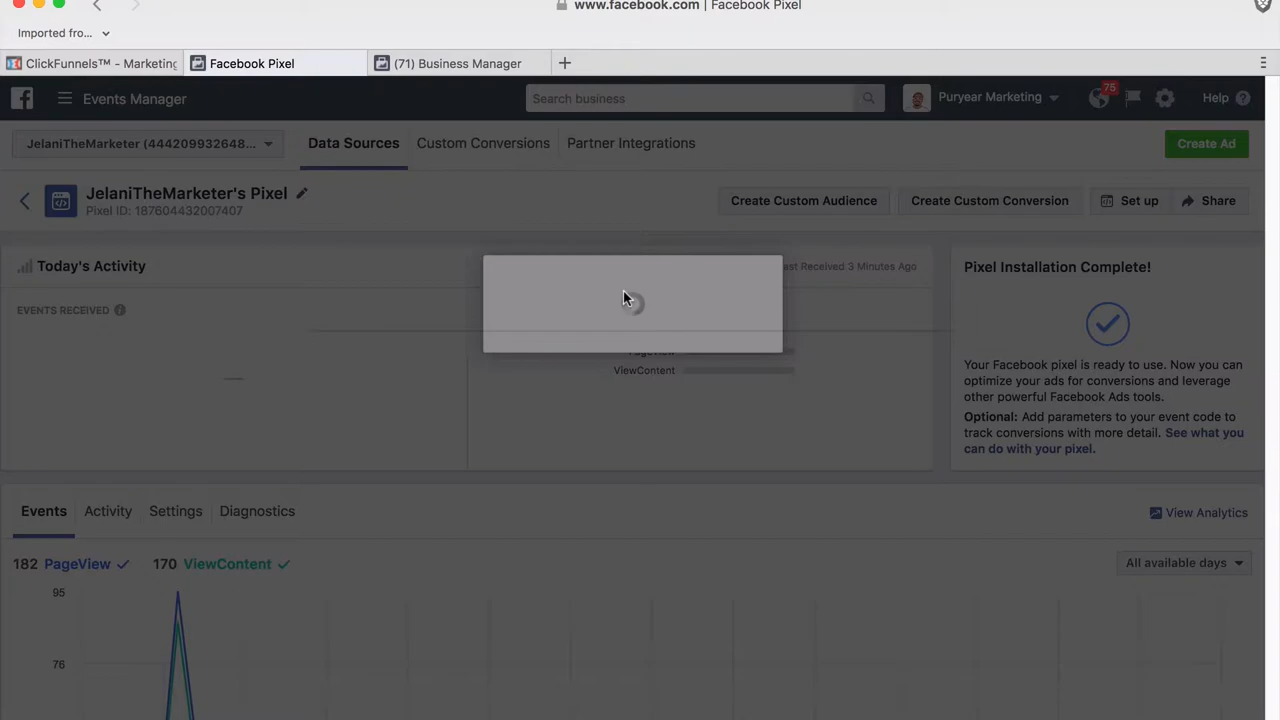 www.facebook.com | Facebook Pixel
Imported fro...
ClickFunnels™ - Marketing
Facebook Pixel
(71) Business Manager
Events Manager
Search business
Puryear Marketing
75
Help
JelaniTheMarketer (444209932648...
Data Sources
Custom Conversions
Partner Integrations
Create Ad
JelaniTheMarketer's Pixel
Pixel ID: 187604432007407
Create Custom Audience
Create Custom Conversion
Set up
Share
Today's Activity
ast Received 3 Minutes Ago
EVENTS RECEIVED
PageView
ViewContent
Pixel Installation Complete!
Your Facebook pixel is ready to use. Now you can
optimize your ads for conversions and leverage
other powerful Facebook Ads tools.
Optional: Add parameters to your event code to
track conversions with more detail. See what you
can do with your pixel.
Events
Activity
Settings
Diagnostics
View Analytics
182 PageView
170 ViewContent
All available days
95
76